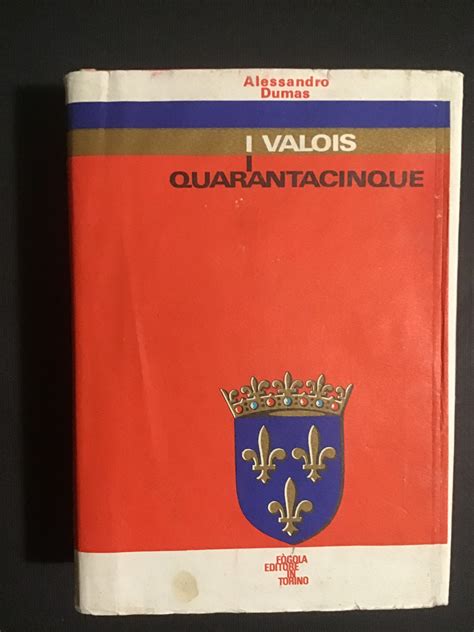 Alessandro
Dumas
I VALOIS
I
QUARANTACINQUE
FÒGOLA
EDITORE IN
TORINO